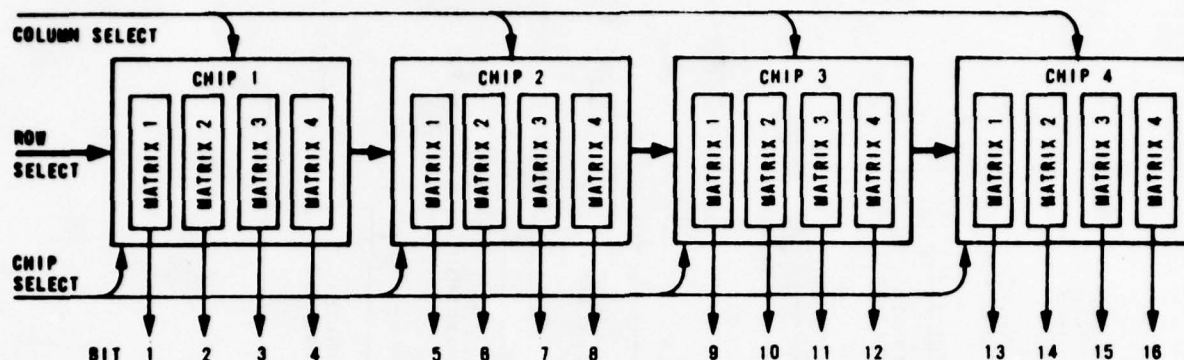 COLUMN SELECT
CHIP 1
CHIP 2
CHIP 3
CHIP 4
ROW
SELECT
MATRIX 1
MATRIX 2
MATRIX 3
MATRIX 4
MATRIX 1
MATRIX 2
MATRIX 3
MATRIX 4
MATRIX 1
MATRIX 2
MATRIX 3
MATRIX 4
MATRIX 1
MATRIX 2
MATRIX 3
MATRIX 4
CHIP
SELECT
BIT 1 2 3 4 5 6 7 8 9 10 11 12 13 14 15 16